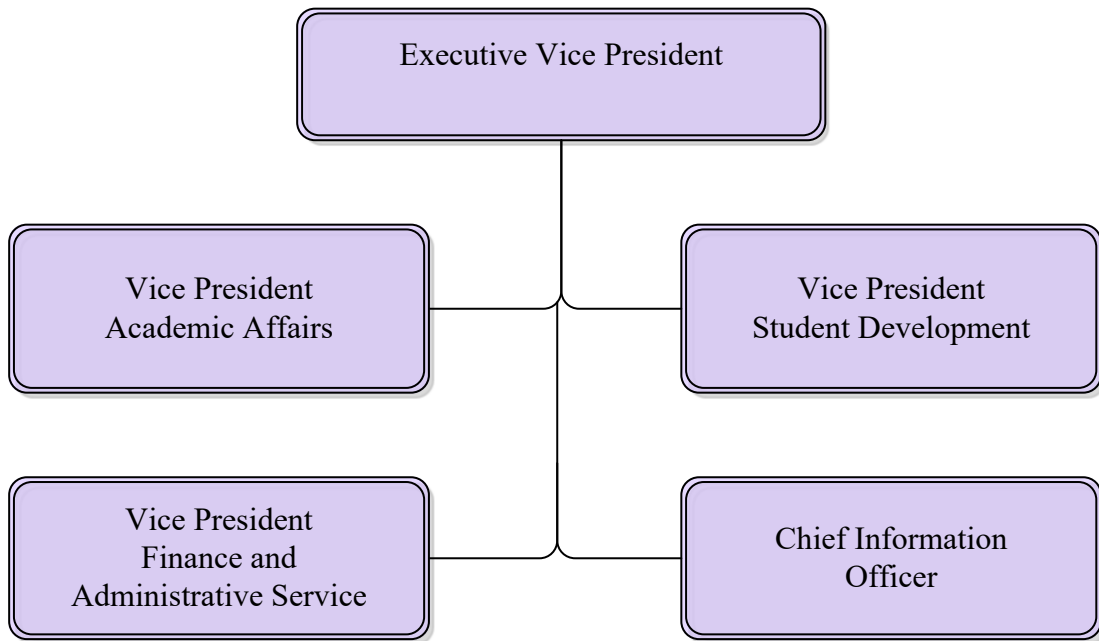 Executive Vice President
Vice President
Academic Affairs
Vice President
Student Development
Vice President
Finance and
Administrative Service
Chief Information
Officer